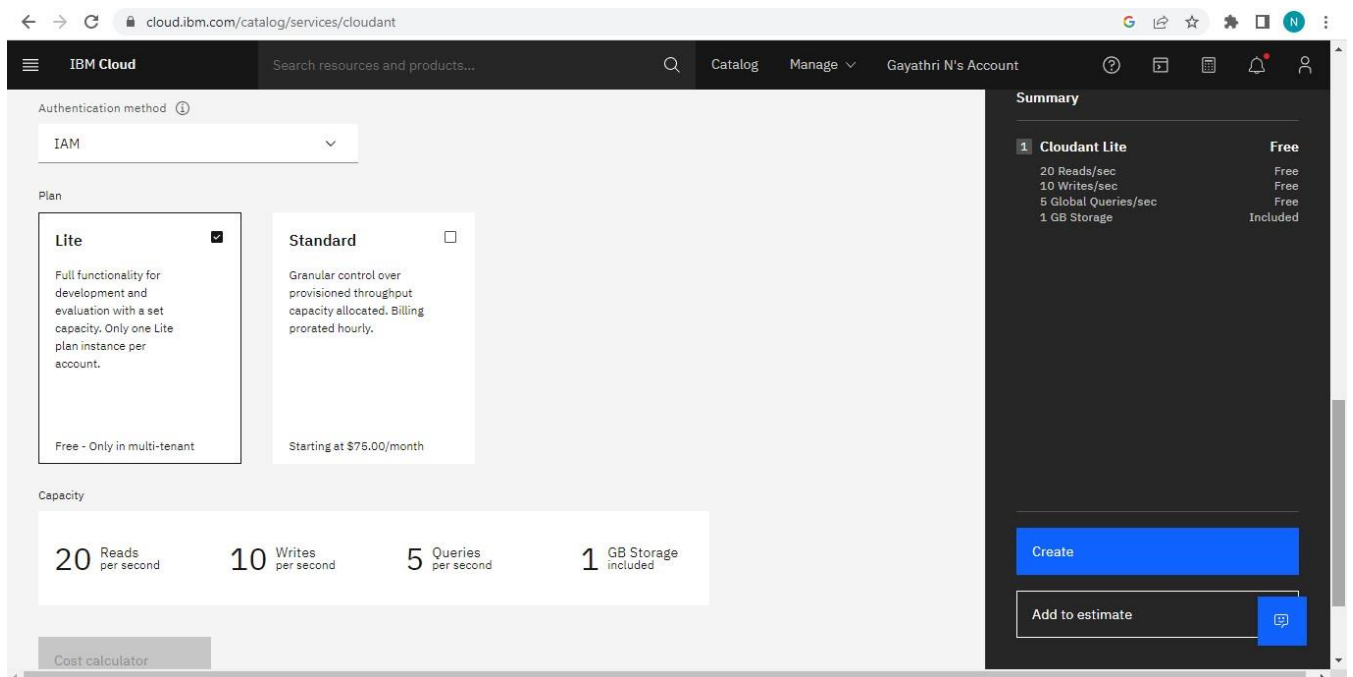 cloud.ibm.com/catalog/services/cloudant
G
N
IBM Cloud
Search resources and products...
Catalog
Manage
Gayathri N's Account
Authentication method
IAM
Plan
Lite
Full functionality for
development and
evaluation with a set
capacity. Only one Lite
plan instance per
account.
Free - Only in multi-tenant
Standard
Granular control over
provisioned throughput
capacity allocated. Billing
prorated hourly.
Starting at $75.00/month
Capacity
20 Reads per second
10 Writes per second
5 Queries per second
1 GB Storage included
Cost calculator
Summary
1 Cloudant Lite Free
20 Reads/sec Free
10 Writes/sec Free
5 Global Queries/sec Free
1 GB Storage Included
Create
Add to estimate